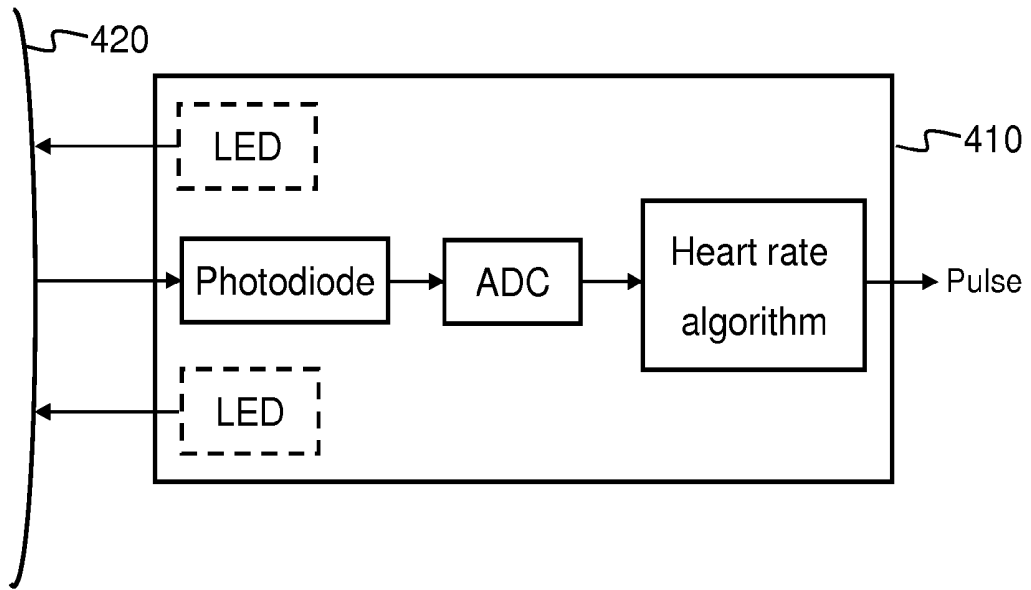 420
LED
410
Heart rate
algorithm
Photodiode
ADC
Pulse
LED